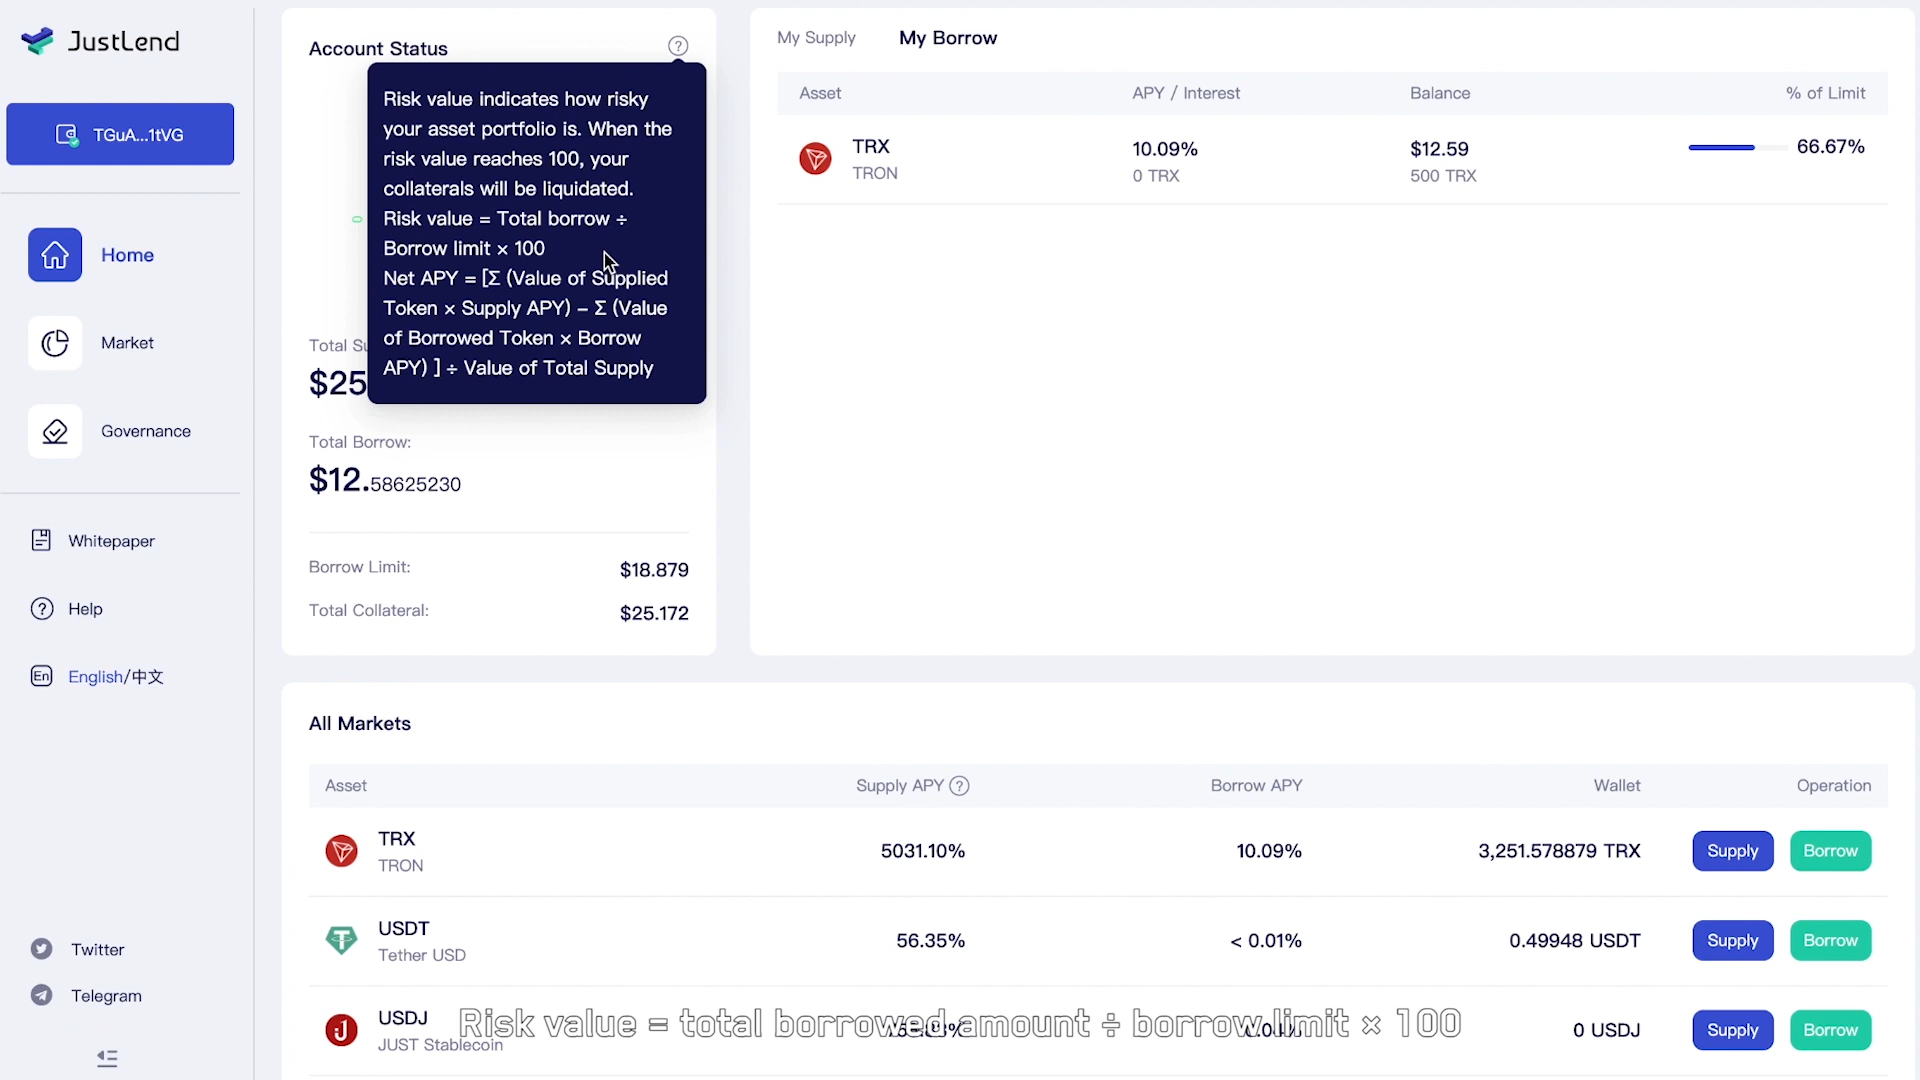 JustLend
TGuA...1tVG
Home
Market
Governance
Whitepaper
Help
En English/中文
Twitter
Telegram
Account Status ?
Risk value indicates how risky
your asset portfolio is. When the
risk value reaches 100, your
collaterals will be liquidated.
Risk value = Total borrow ÷
Borrow limit × 100
Net APY = [Σ (Value of Supplied
Token × Supply APY) − Σ (Value
of Borrowed Token × Borrow
APY) ] ÷ Value of Total Supply
Total Su
$25
Total Borrow:
$12.58625230
Borrow Limit: $18.879
Total Collateral: $25.172
My Supply My Borrow
Asset APY / Interest Balance % of Limit
TRX 10.09% $12.59 66.67%
TRON 0 TRX 500 TRX
All Markets
Asset Supply APY ? Borrow APY Wallet Operation
TRX
TRON 5031.10% 10.09% 3,251.578879 TRX Supply Borrow
USDT
Tether USD 56.35% < 0.01% 0.49948 USDT Supply Borrow
USDJ
JUST Stablecoin 0 USDJ Supply Borrow
Risk value = total borrowed amount ÷ borrow limit × 100